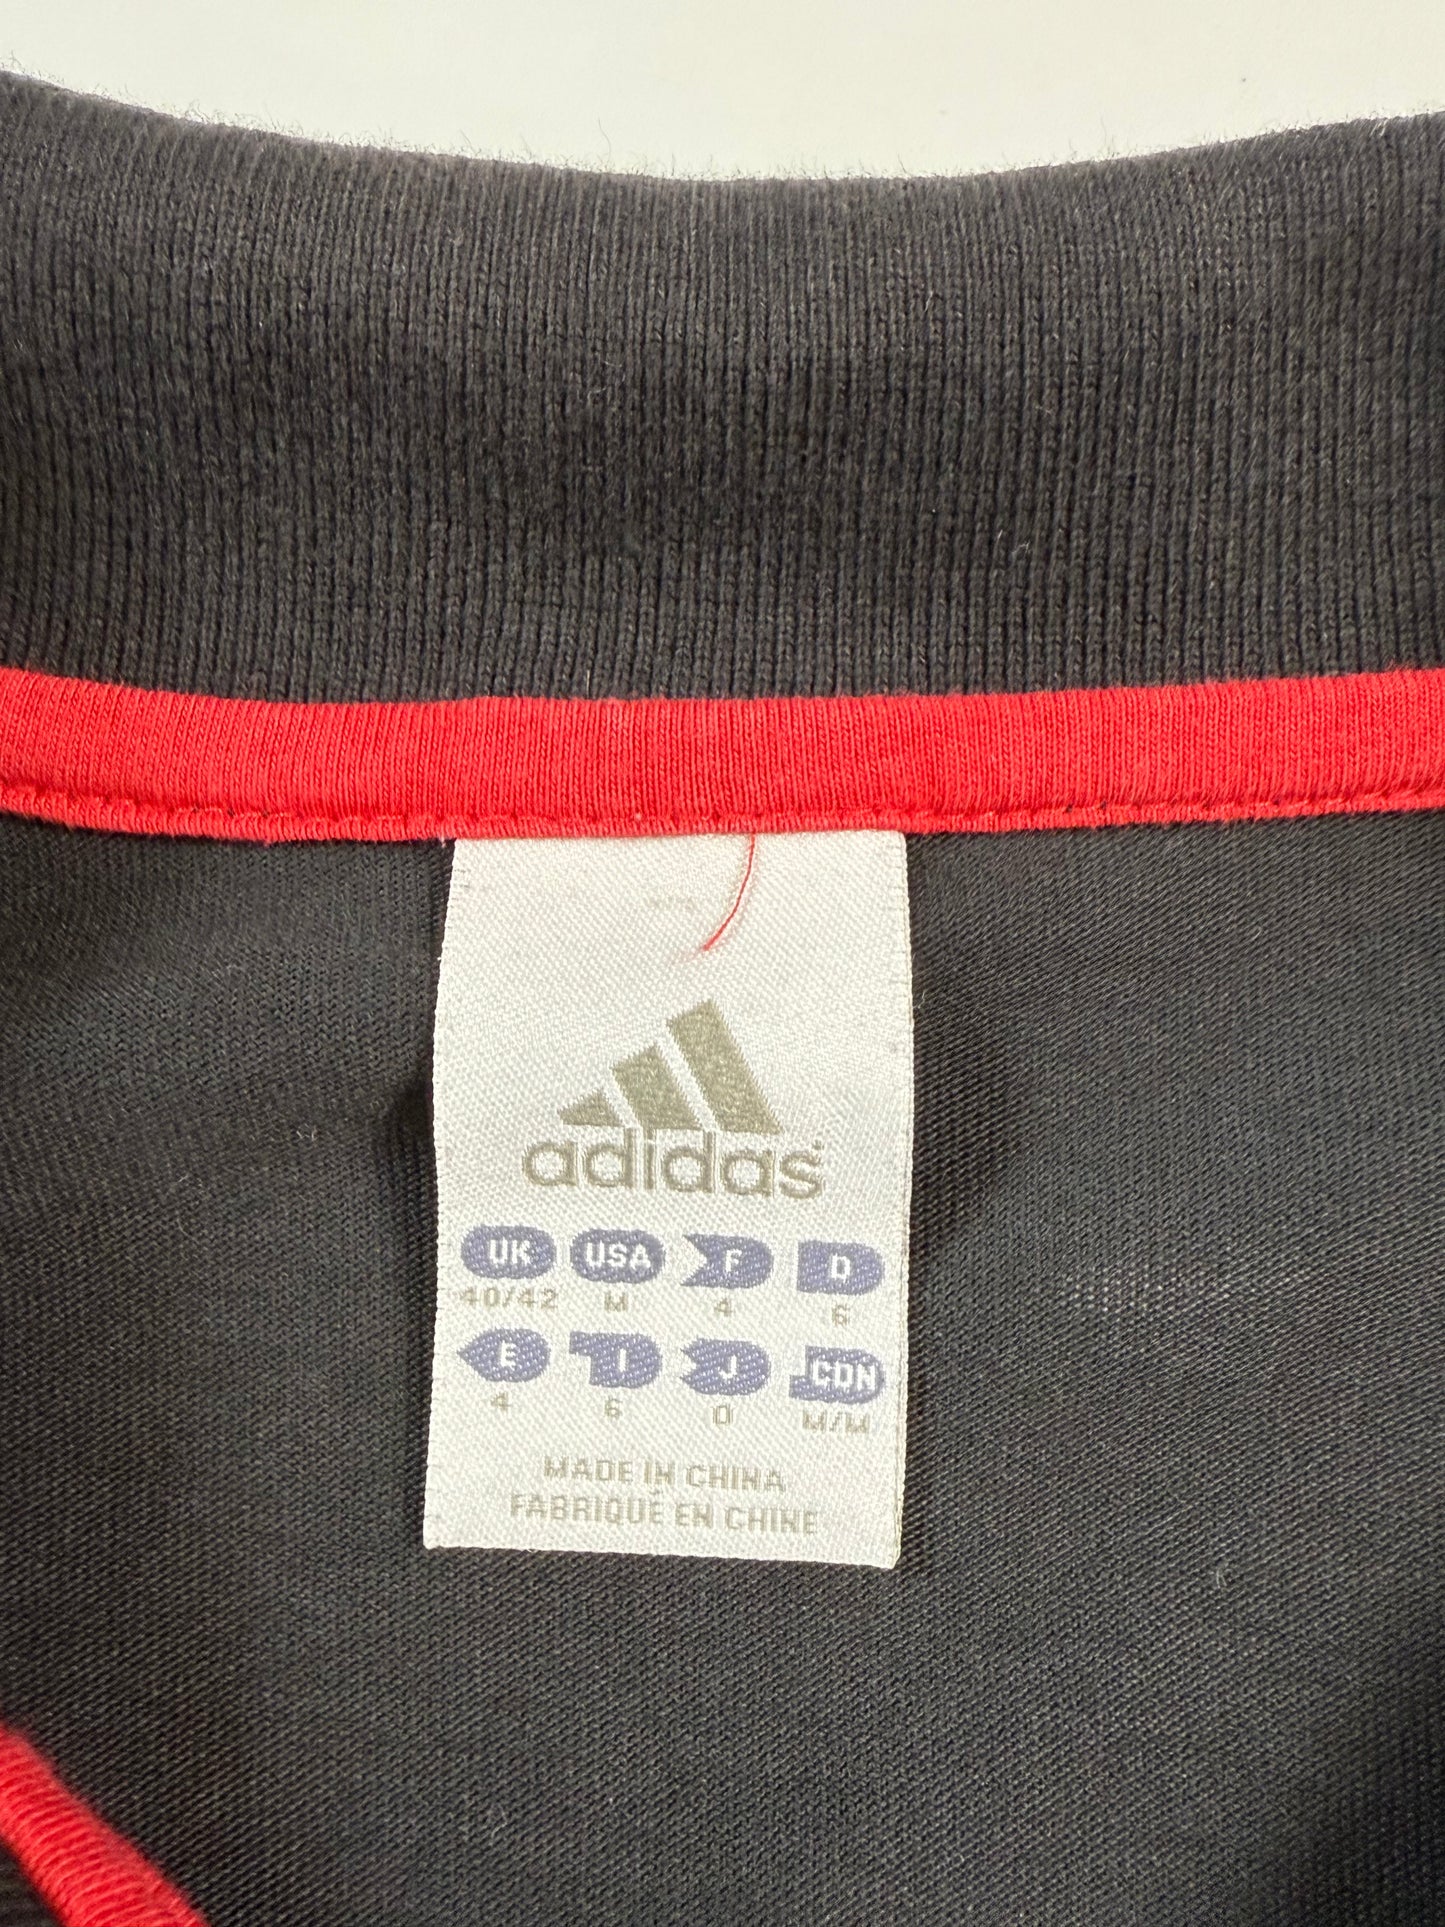 adidas
UK USA F D
40/42 M 4 6
E I J CDN
4 6 O M/M
MADE IN CHINA
FABRIQUÉ EN CHINE